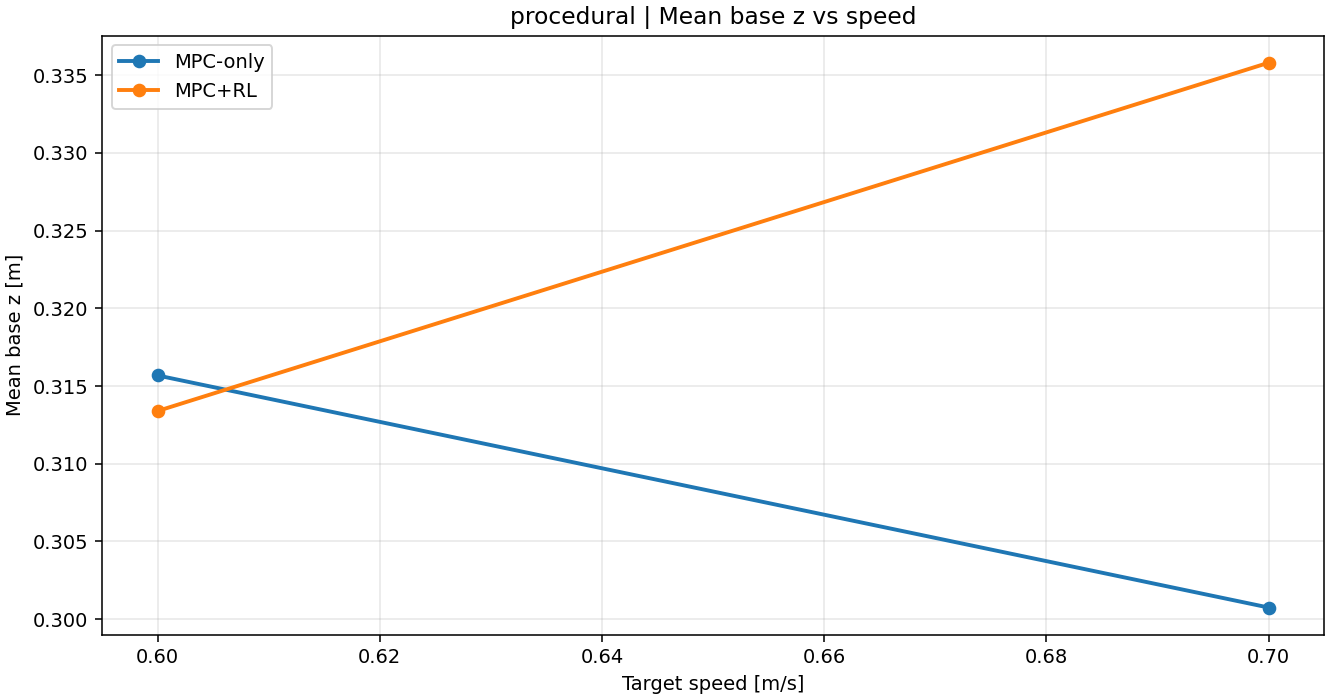 procedural | Mean base z vs speed
MPC-only
MPC+RL
Mean base z [m]
0.335
0.330
0.325
0.320
0.315
0.310
0.305
0.300
0.60 0.62 0.64 0.66 0.68 0.70
Target speed [m/s]